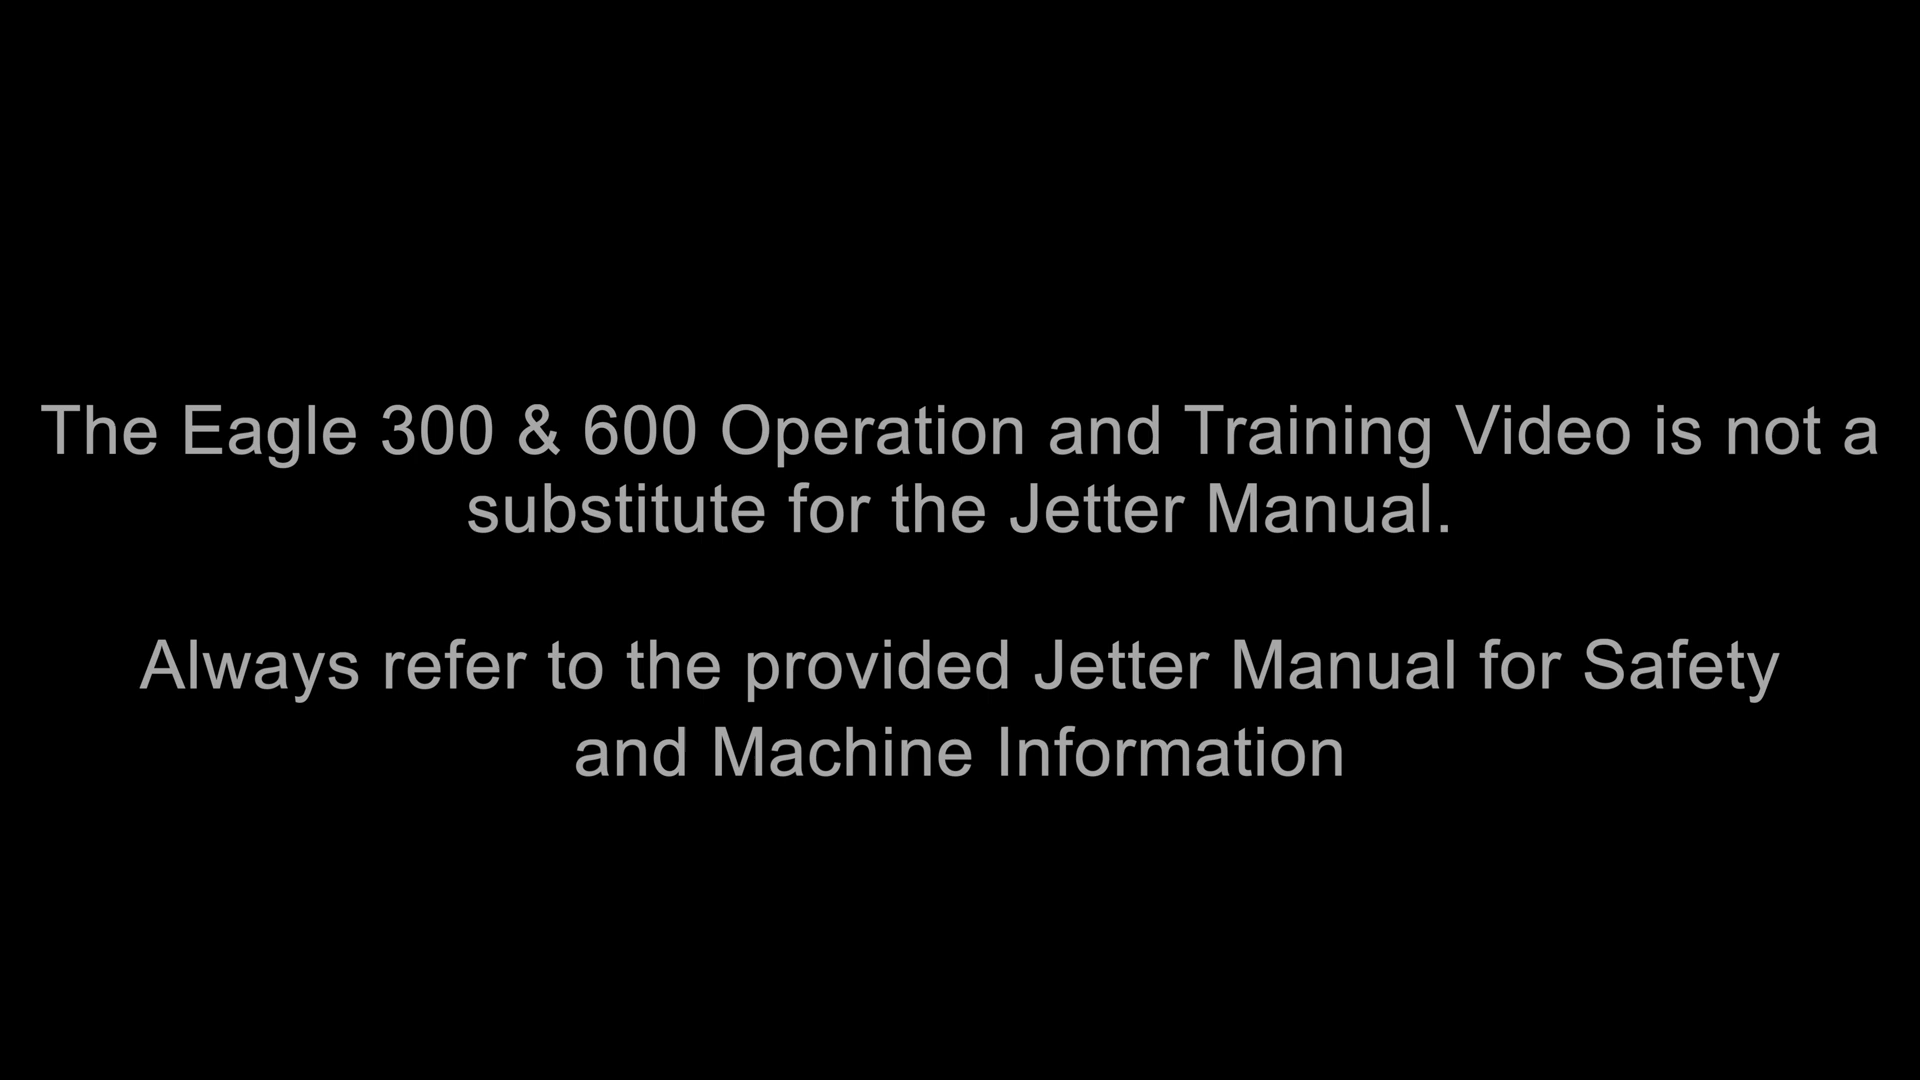 The Eagle 300 & 600 Operation and Training Video is not a
substitute for the Jetter Manual.
Always refer to the provided Jetter Manual for Safety
and Machine Information